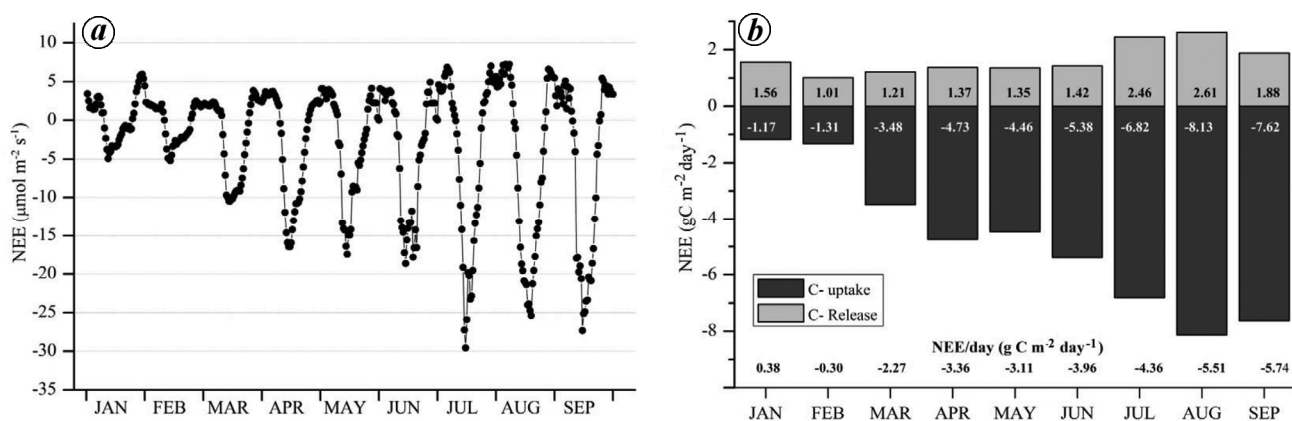 a
10
5
0
-5
-10
-15
-20
-25
-30
-35
NEE (μmol m-2 s-1)
JAN FEB MAR APR MAY JUN JUL AUG SEP
b
2
0
-2
-4
-6
-8
NEE (gC m-2 day-1)
1.56 1.01 1.21 1.37 1.35 1.42 2.46 2.61 1.88
-1.17 -1.31 -3.48 -4.73 -4.46 -5.38 -6.82 -8.13 -7.62
C- uptake
C- Release
NEE/day (g C m-2 day-1)
0.38 -0.30 -2.27 -3.36 -3.11 -3.96 -4.36 -5.51 -5.74
JAN FEB MAR APR MAY JUN JUL AUG SEP